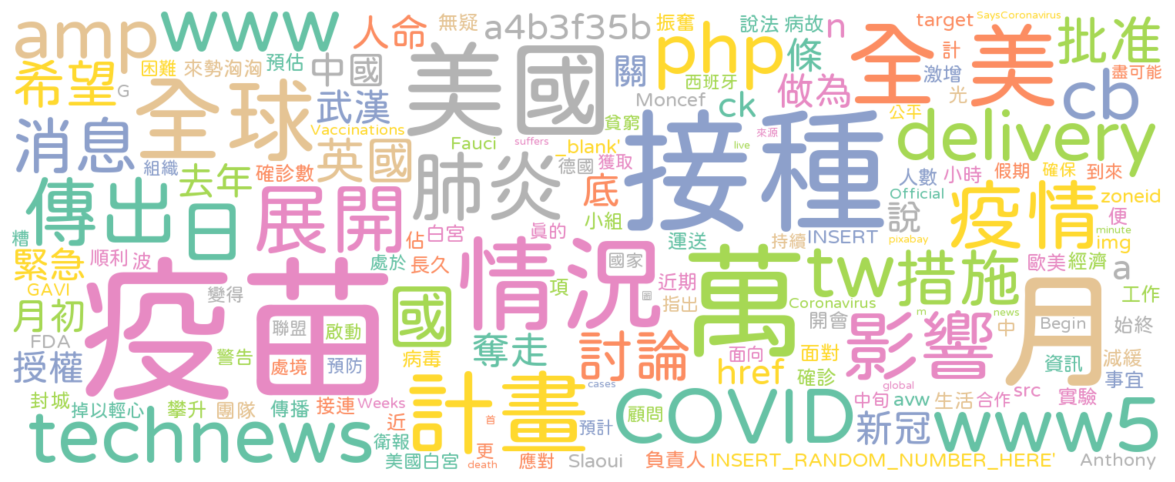 amp
www
人命
無疑
a4b3f35b
振奮
說法
病故
n
target
SaysCoronavirus
計
批准
困難
來勢洶洶
預估
中國
美國
php
條
全美
激增
盡可能
希望
G
全球
武漢
關
西班牙
做為
光
cb
Moncef
ck
公平
消息
Vaccinations
Fauci
suffers
_blank'
貧窮
來源
live
delivery
組織
確診數
英國
肺炎
德國
獲取
接種
人數
小時
假期
確保
到來
傳出
去年
日
展開
底
Official
疫情
zoneid
糟
佔
白宮
真的
小組
說
便
緊急
順利
波
處於
長久
運送
持續
INSERT
pixabay
img
minute
GAVI
變得
情況
國家
項
近期
tw
措施
a
歐美
經濟
月初
疫苗
聯盟
啟動
國
圖
指出
萬
Coronavirus
m
news
工作
FDA
開會
影響
中
Begin
始終
月
授權
警告
處境
預防
病毒
奪走
討論
面向
面對
資訊
減緩
href
確診
事宜
封城
計畫
cases
global
掉以輕心
攀升
團隊
傳播
接連
Weeks
首
預計
顧問
COVID
中旬
avw
生活
合作
src
實驗
technews
近
衛報
新冠
www5
美國白宮
更
death
應對
Slaoui
負責人
INSERT_RANDOM_NUMBER_HERE'
Anthony